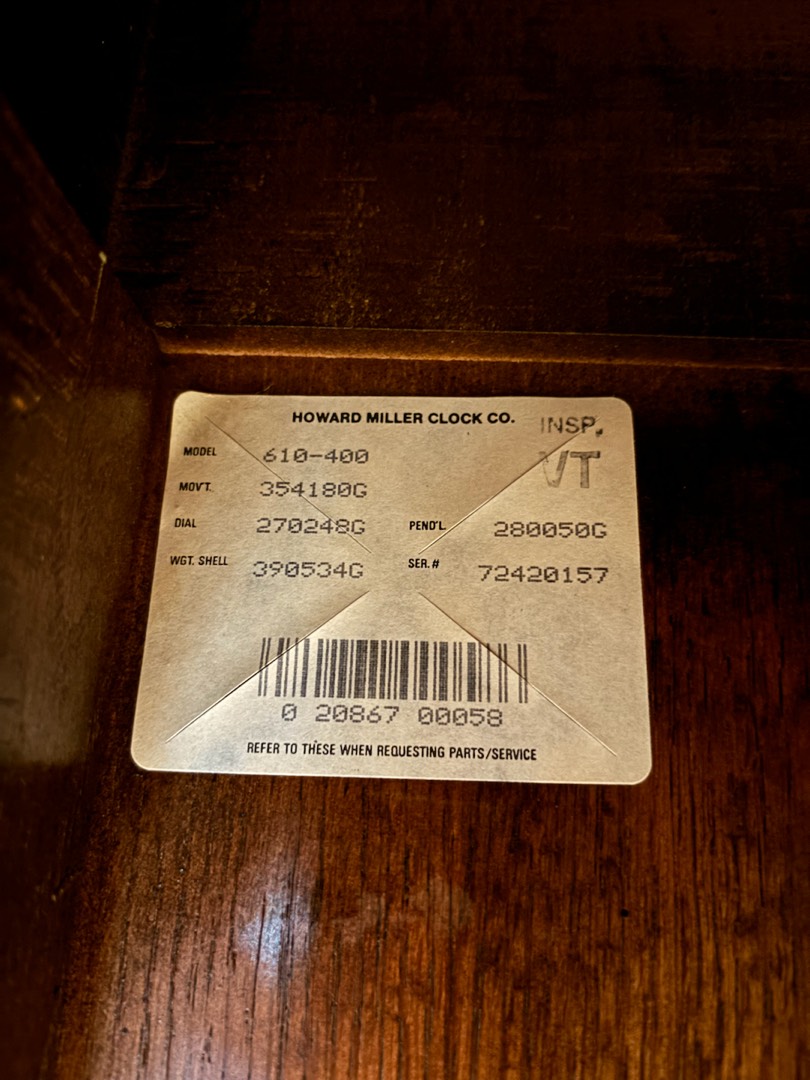 HOWARD MILLER CLOCK CO.
INSP.
VT
MODEL 610-400
MOV'T. 354180G
DIAL 270248G PEND'L. 280050G
WGT. SHELL 390534G SER. # 72420157
0 20867 00058
REFER TO THESE WHEN REQUESTING PARTS/SERVICE